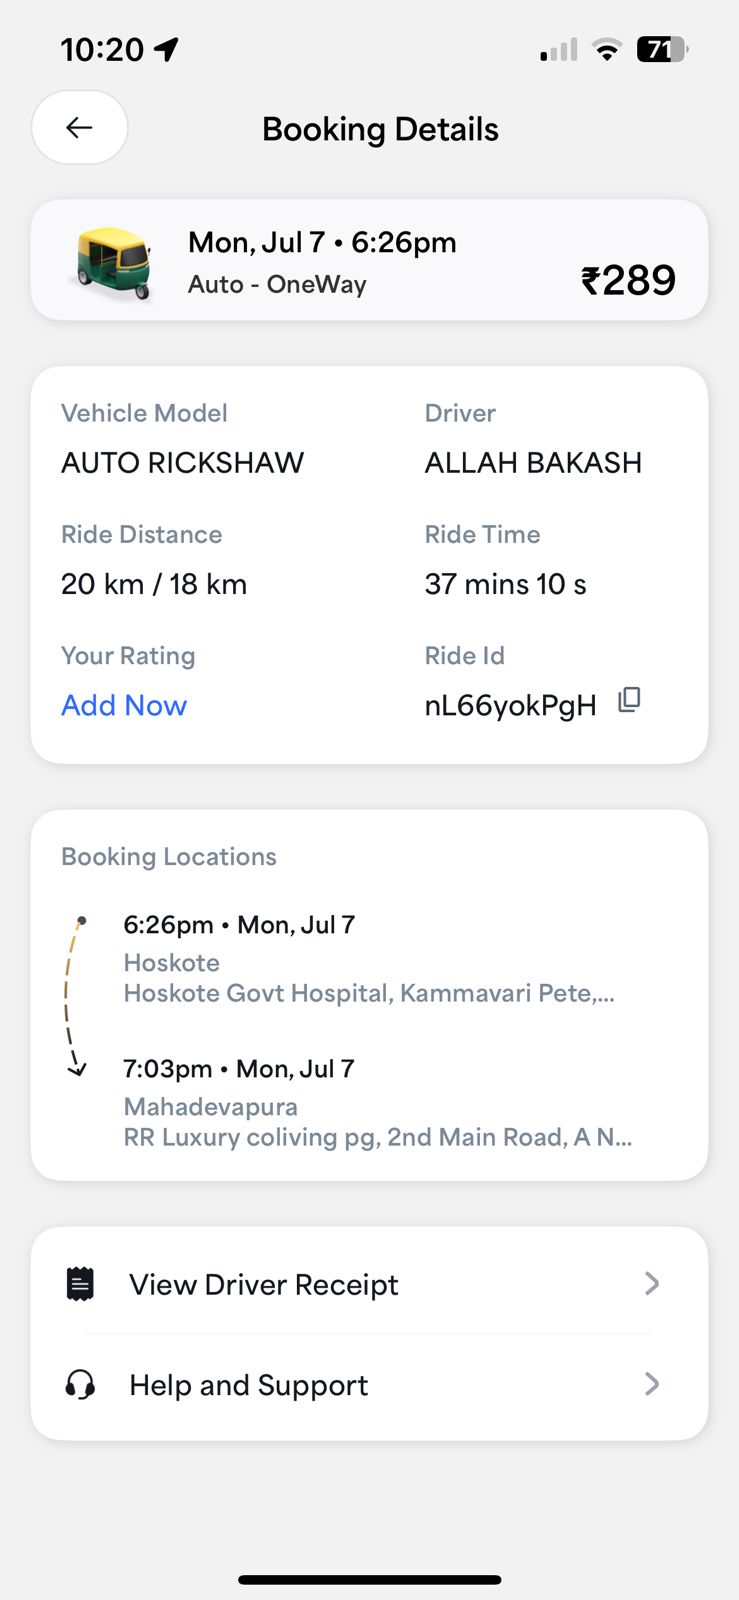 10:20
71
Booking Details
Mon, Jul 7 • 6:26pm
Auto - OneWay
₹289
Vehicle Model
Driver
AUTO RICKSHAW
ALLAH BAKASH
Ride Distance
Ride Time
20 km / 18 km
37 mins 10 s
Your Rating
Ride Id
Add Now
nL66yokPgH
Booking Locations
6:26pm • Mon, Jul 7
Hoskote
Hoskote Govt Hospital, Kammavari Pete,...
7:03pm • Mon, Jul 7
Mahadevapura
RR Luxury coliving pg, 2nd Main Road, A N...
View Driver Receipt
Help and Support